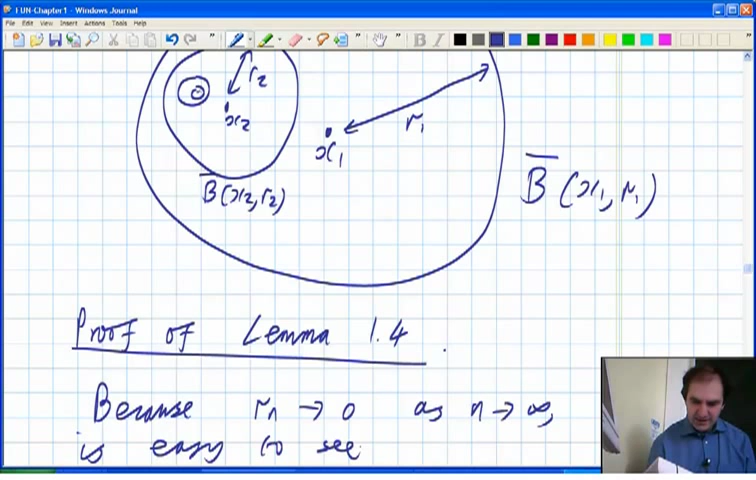 FUN-Chapter1 - Windows Journal
File Edit View Insert Actions Tools Help
B I
r₂
x₂
x₁
r₁
B̅(x₂,r₂)
B̅(x₁,r₁)
Proof of Lemma 1.4.
Because rₙ → 0 as n → ∞,
is easy to see